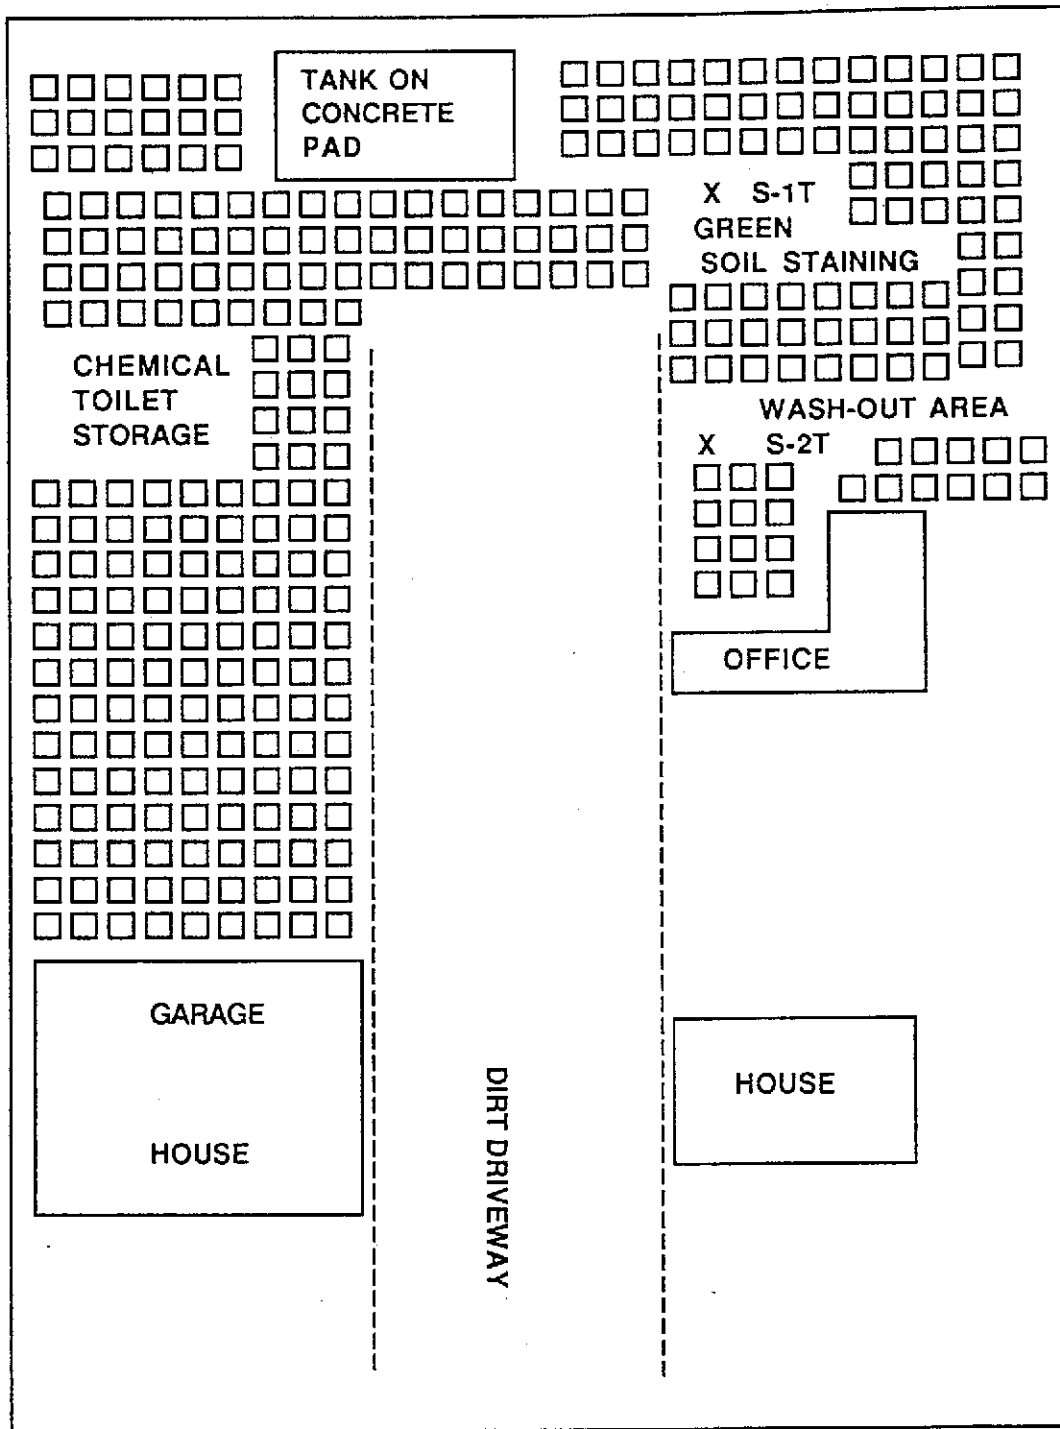 TANK ON
CONCRETE
PAD
X S-1T
GREEN
SOIL STAINING
CHEMICAL
TOILET
STORAGE
WASH-OUT AREA
X S-2T
OFFICE
GARAGE
HOUSE
HOUSE
DIRT DRIVEWAY